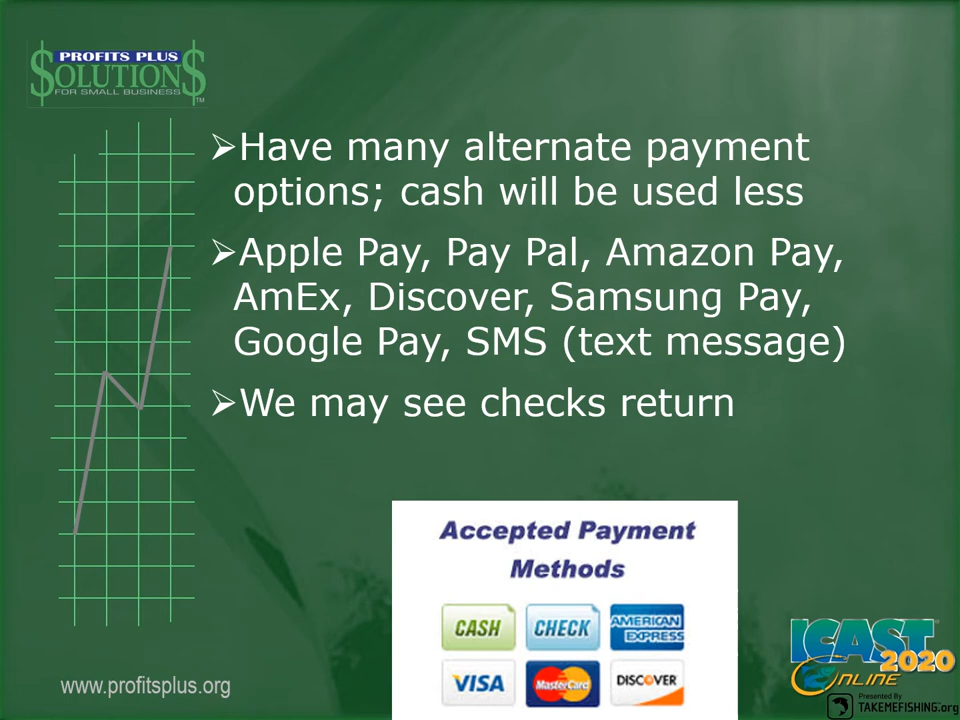 PROFITS PLUS
$OLUTION$
FOR SMALL BUSINESS
TM
➢Have many alternate payment
options; cash will be used less
➢Apple Pay, Pay Pal, Amazon Pay,
AmEx, Discover, Samsung Pay,
Google Pay, SMS (text message)
➢We may see checks return
Accepted Payment
Methods
CASH
CHECK
AMERICAN
EXPRESS
VISA
MasterCard
DISCOVER
www.profitsplus.org
ICAST
2020
ONLINE
Presented By
TAKEMEFISHING.org